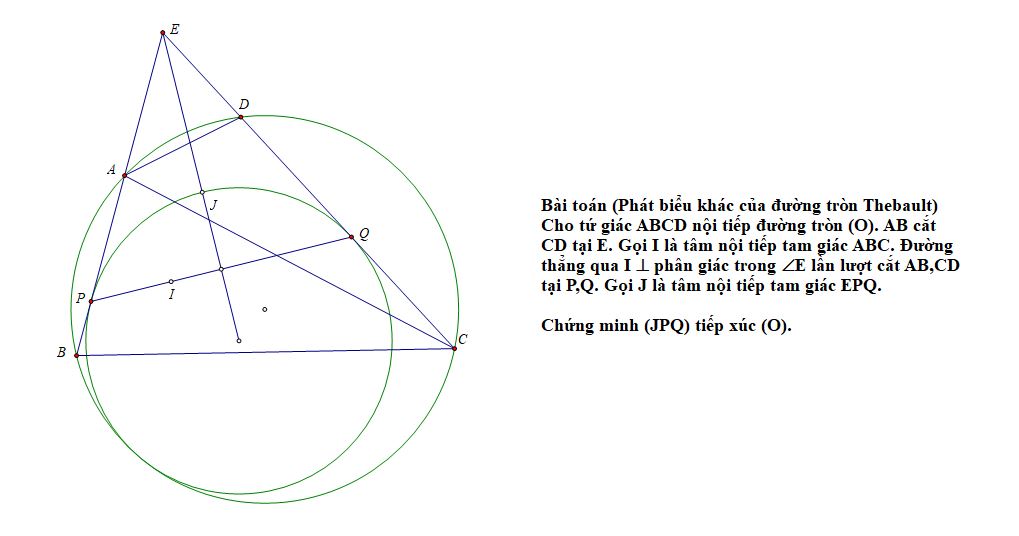 E
D
A
J
Q
P
I
B
C
Bài toán (Phát biểu khác của đường tròn Thebault)
Cho tứ giác ABCD nội tiếp đường tròn (O). AB cắt
CD tại E. Gọi I là tâm nội tiếp tam giác ABC. Đường
thẳng qua I ⊥ phân giác trong ∠E lần lượt cắt AB,CD
tại P,Q. Gọi J là tâm nội tiếp tam giác EPQ.
Chứng minh (JPQ) tiếp xúc (O).